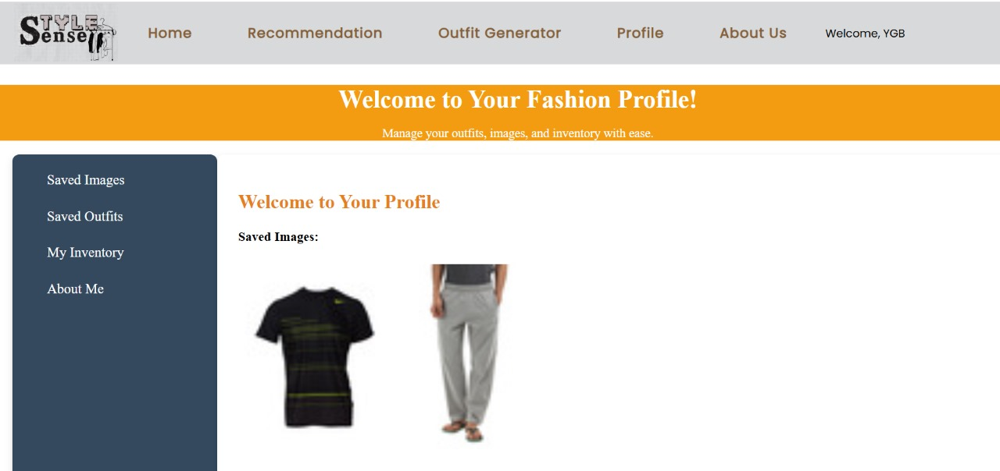 STYLE
Sense
Home Recommendation Outfit Generator Profile About Us Welcome, YGB
Welcome to Your Fashion Profile!
Manage your outfits, images, and inventory with ease.
Saved Images
Saved Outfits
My Inventory
About Me
Welcome to Your Profile
Saved Images: